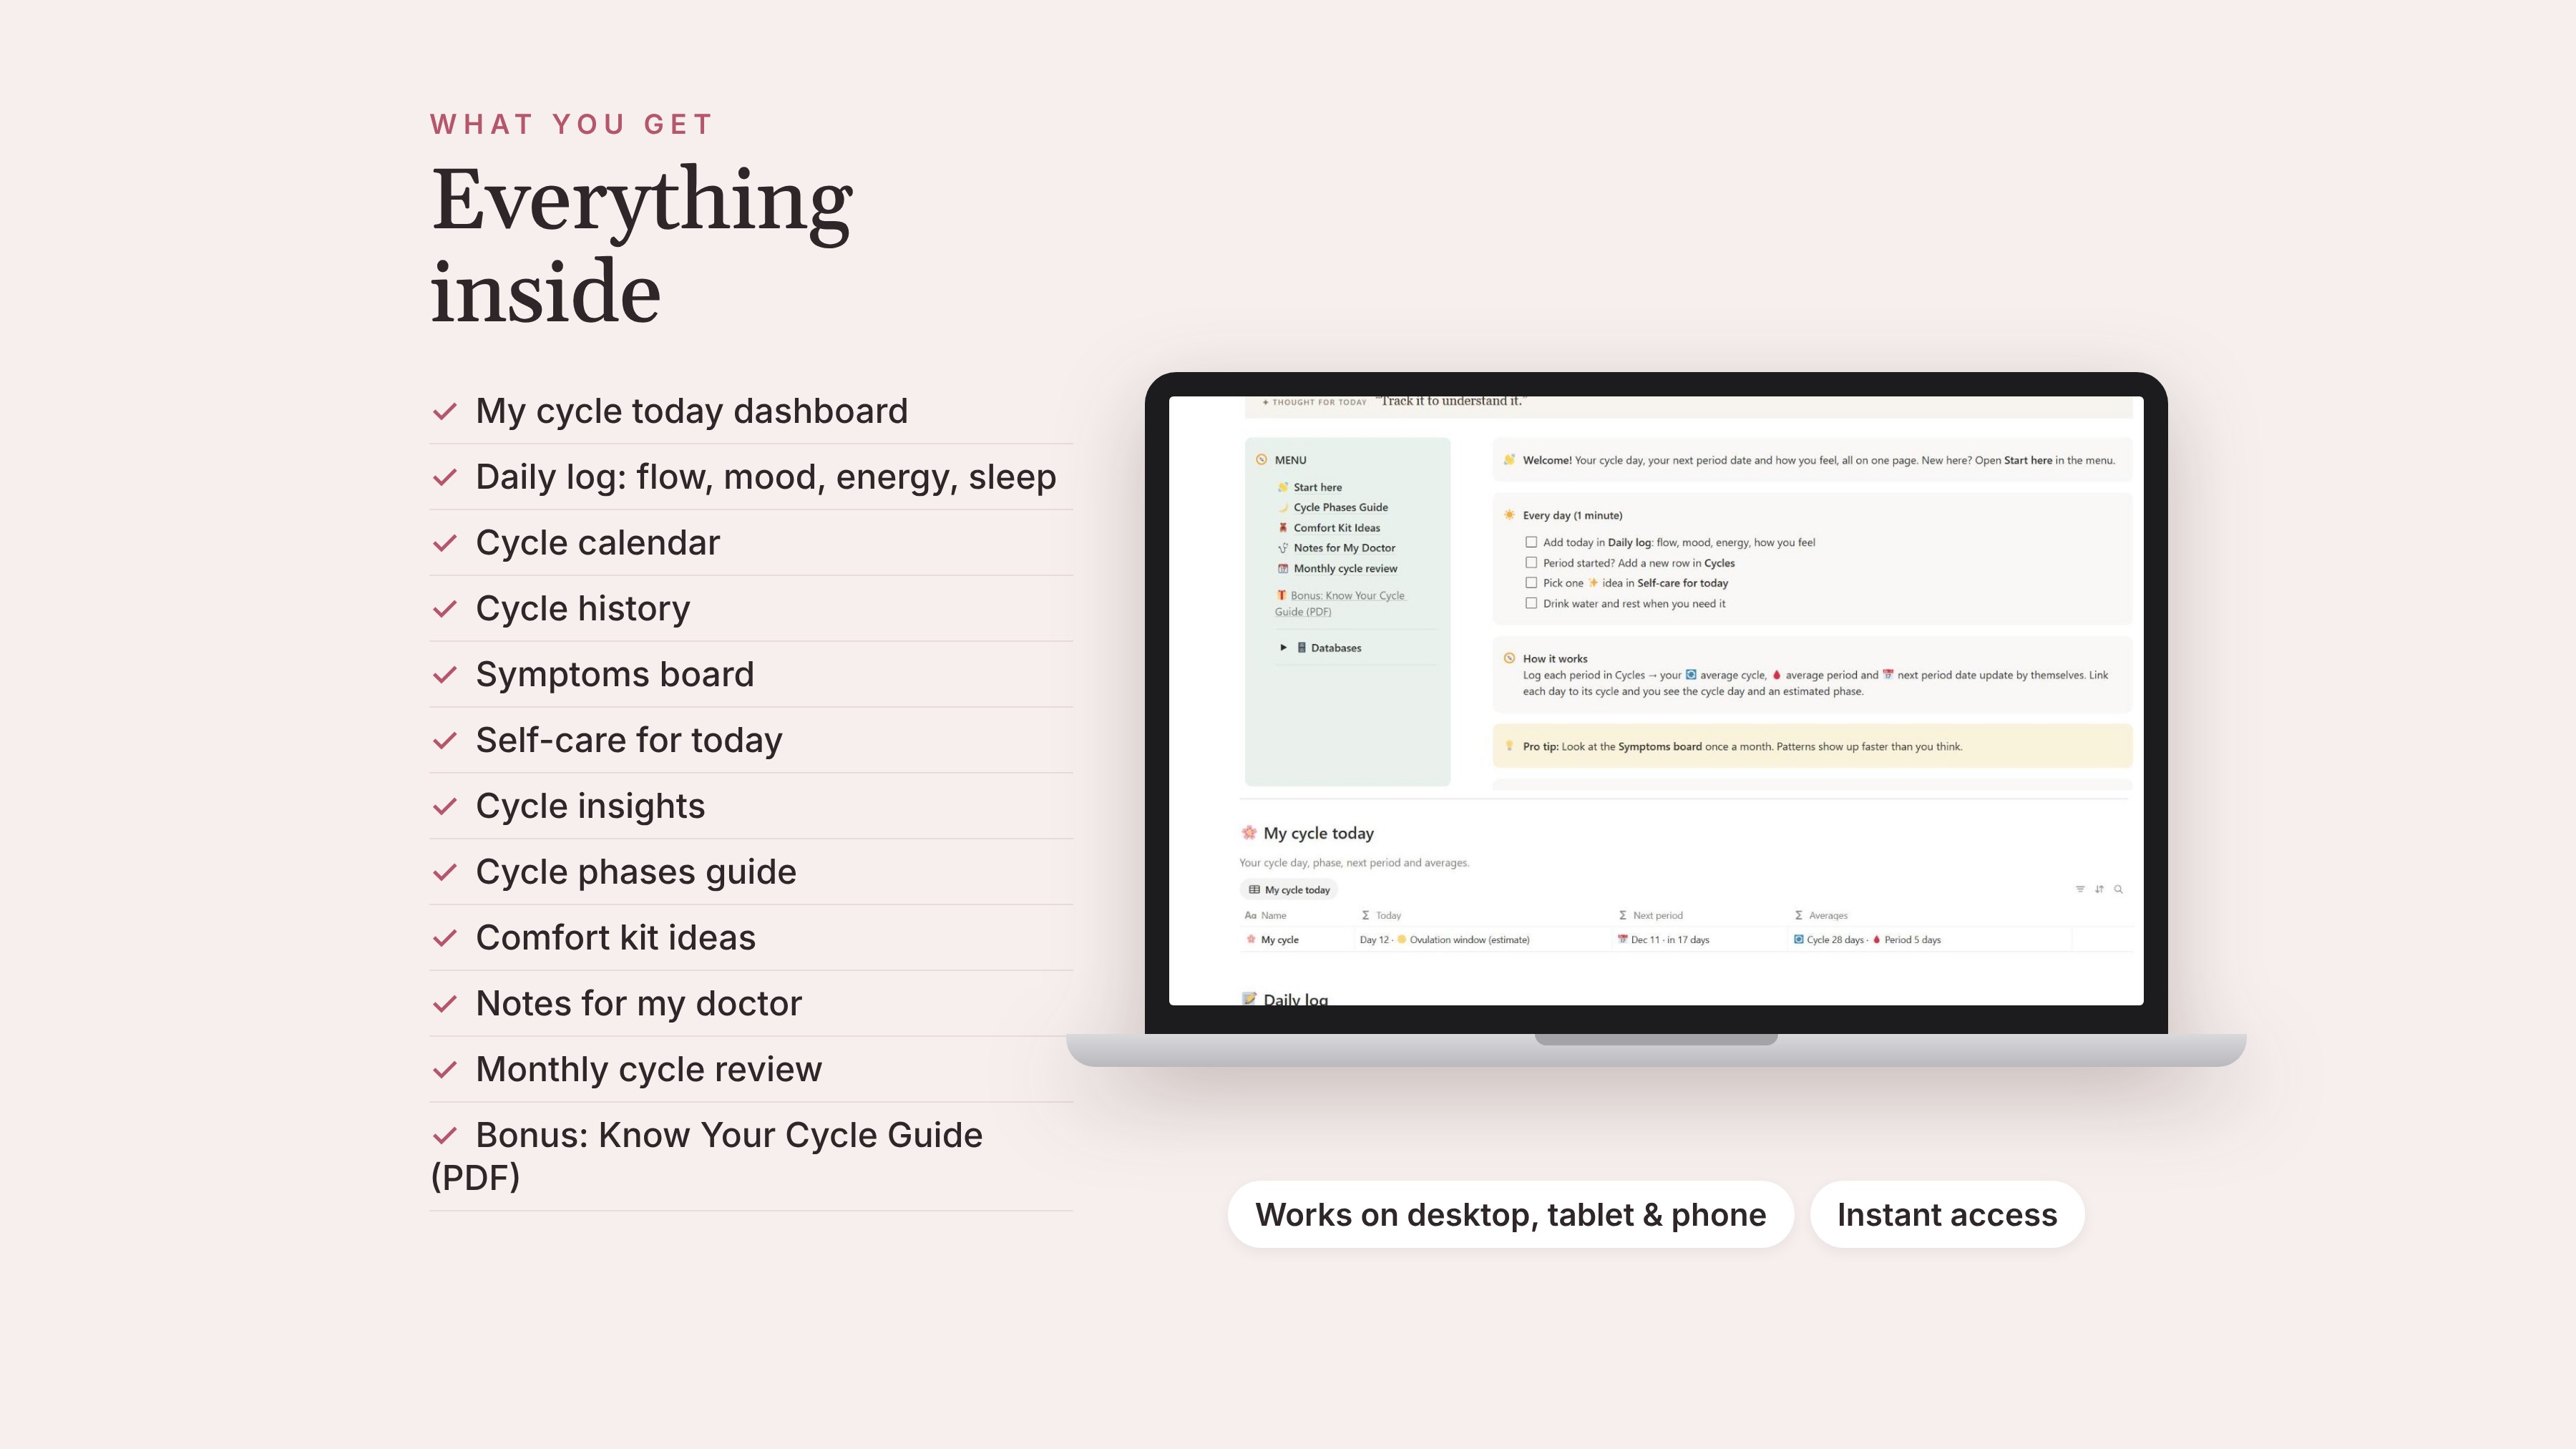 WHAT YOU GET
Everything
inside
My cycle today dashboard
Daily log: flow, mood, energy, sleep
Cycle calendar
Cycle history
Symptoms board
Self-care for today
Cycle insights
Cycle phases guide
Comfort kit ideas
Notes for my doctor
Monthly cycle review
Bonus: Know Your Cycle Guide
(PDF)
THOUGHT FOR TODAY "Track it to understand it."
MENU
Start here
Cycle Phases Guide
Comfort Kit Ideas
Notes for My Doctor
Monthly cycle review
Bonus: Know Your Cycle
Guide (PDF)
Databases
Welcome! Your cycle day, your next period date and how you feel, all on one page. New here? Open Start here in the menu.
Every day (1 minute)
Add today in Daily log: flow, mood, energy, how you feel
Period started? Add a new row in Cycles
Pick one ✨ idea in Self-care for today
Drink water and rest when you need it
How it works
Log each period in Cycles → your average cycle, 🩸 average period and 📅 next period date update by themselves. Link
each day to its cycle and you see the cycle day and an estimated phase.
Pro tip: Look at the Symptoms board once a month. Patterns show up faster than you think.
My cycle today
Your cycle day, phase, next period and averages.
My cycle today
Aa Name Σ Today Σ Next period Σ Averages
My cycle Day 12 · Ovulation window (estimate) Dec 11 · in 17 days Cycle 28 days · Period 5 days
Daily log
Works on desktop, tablet & phone
Instant access